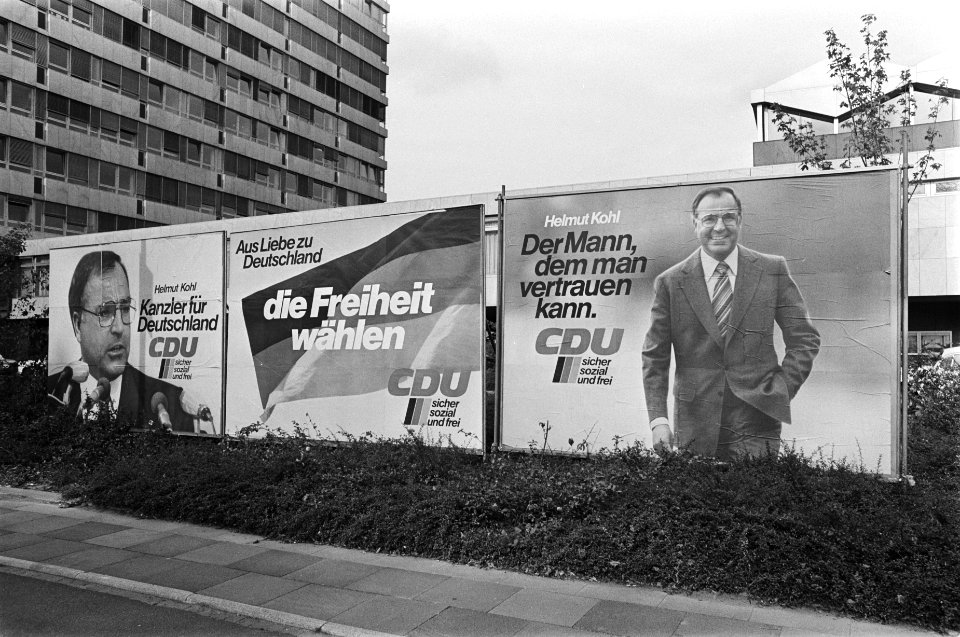 Helmut Kohl
Kanzler für
Deutschland
CDU
sicher
sozial
und frei
Aus Liebe zu
Deutschland
die Freiheit
wählen
CDU
sicher
sozial
und frei
Helmut Kohl
Der Mann,
dem man
vertrauen
kann.
CDU
sicher
sozial
und frei